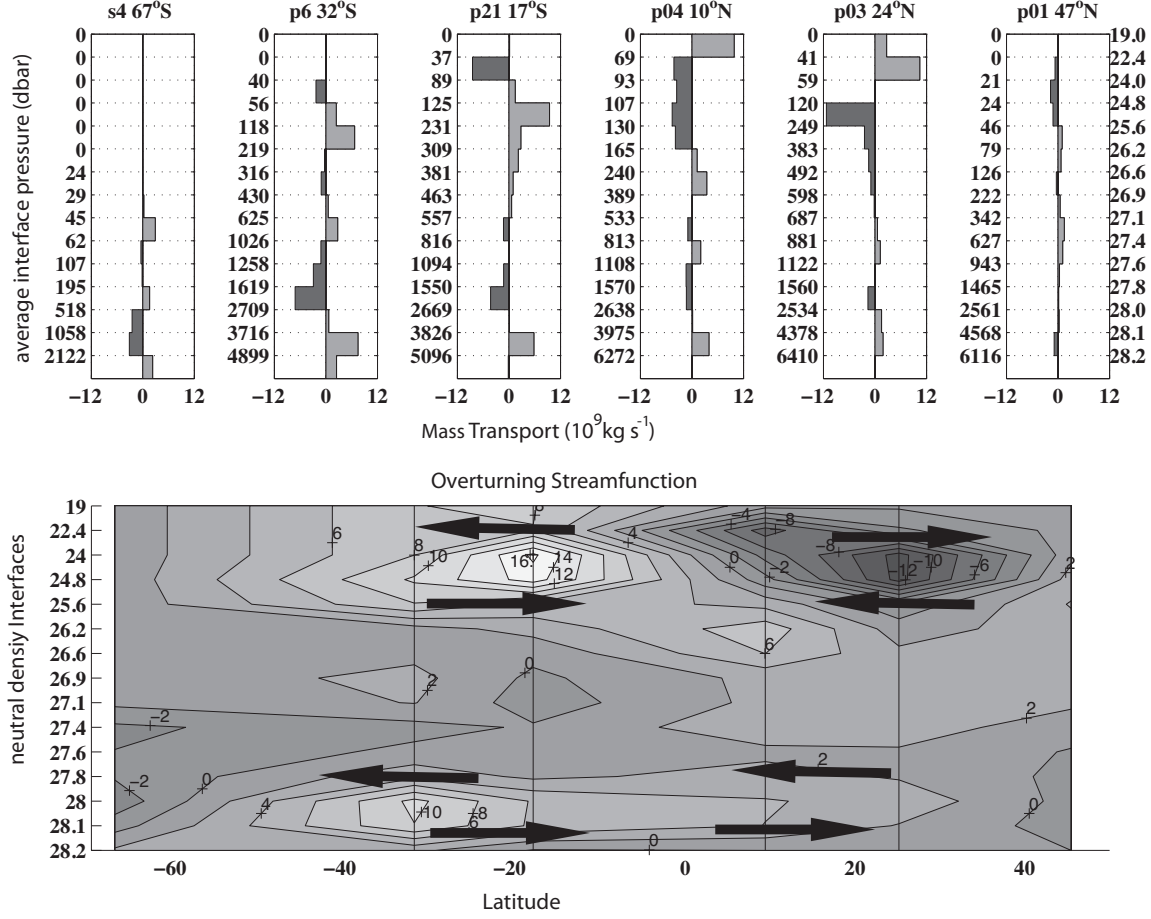 s4 67°S p6 32°S p21 17°S p04 10°N p03 24°N p01 47°N
0 0 0 0 0 0 19.0
0 0 37 69 41 0 22.4
0 40 89 93 59 21 24.0
0 56 125 107 120 24 24.8
0 118 231 130 249 46 25.6
0 219 309 165 383 79 26.2
24 316 381 240 492 126 26.6
29 430 463 389 598 222 26.9
45 625 557 533 687 342 27.1
62 1026 816 813 881 627 27.4
107 1258 1094 1108 1122 943 27.6
195 1619 1550 1570 1560 1465 27.8
518 2709 2669 2638 2534 2561 28.0
1058 3716 3826 3975 4378 4568 28.1
2122 4899 5096 6272 6410 6116 28.2
−12 0 12 −12 0 12 −12 0 12 −12 0 12 −12 0 12 −12 0 12
average interface pressure (dbar)
Mass Transport (10⁹kg s⁻¹)
Overturning Streamfunction
neutral densiy Interfaces
19
22.4
24
24.8
25.6
26.2
26.6
26.9
27.1
27.4
27.6
27.8
28
28.1
28.2
−4 −8
6 4
8 −8
10 16 14 0 −10 2
12 −2 −12 −6
6
0
2
−2 2
2
−2 0
4 10 8 0
6
0
−60 −40 −20 0 20 40
Latitude